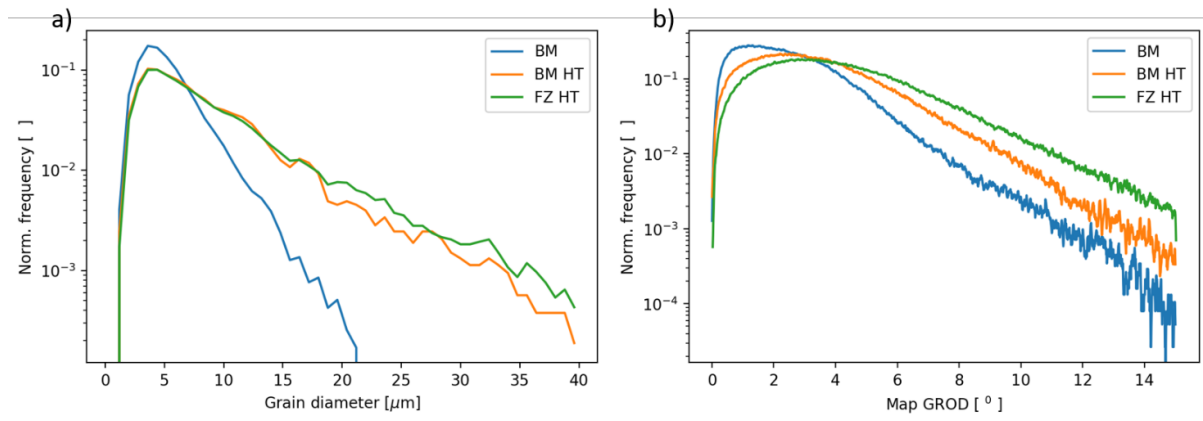 a)
10⁻¹
10⁻²
10⁻³
Norm. frequency [ ]
BM
BM HT
FZ HT
0 5 10 15 20 25 30 35 40
Grain diameter [μm]
b)
10⁻¹
10⁻²
10⁻³
10⁻⁴
Norm. frequency [ ]
BM
BM HT
FZ HT
0 2 4 6 8 10 12 14
Map GROD [ ⁰ ]